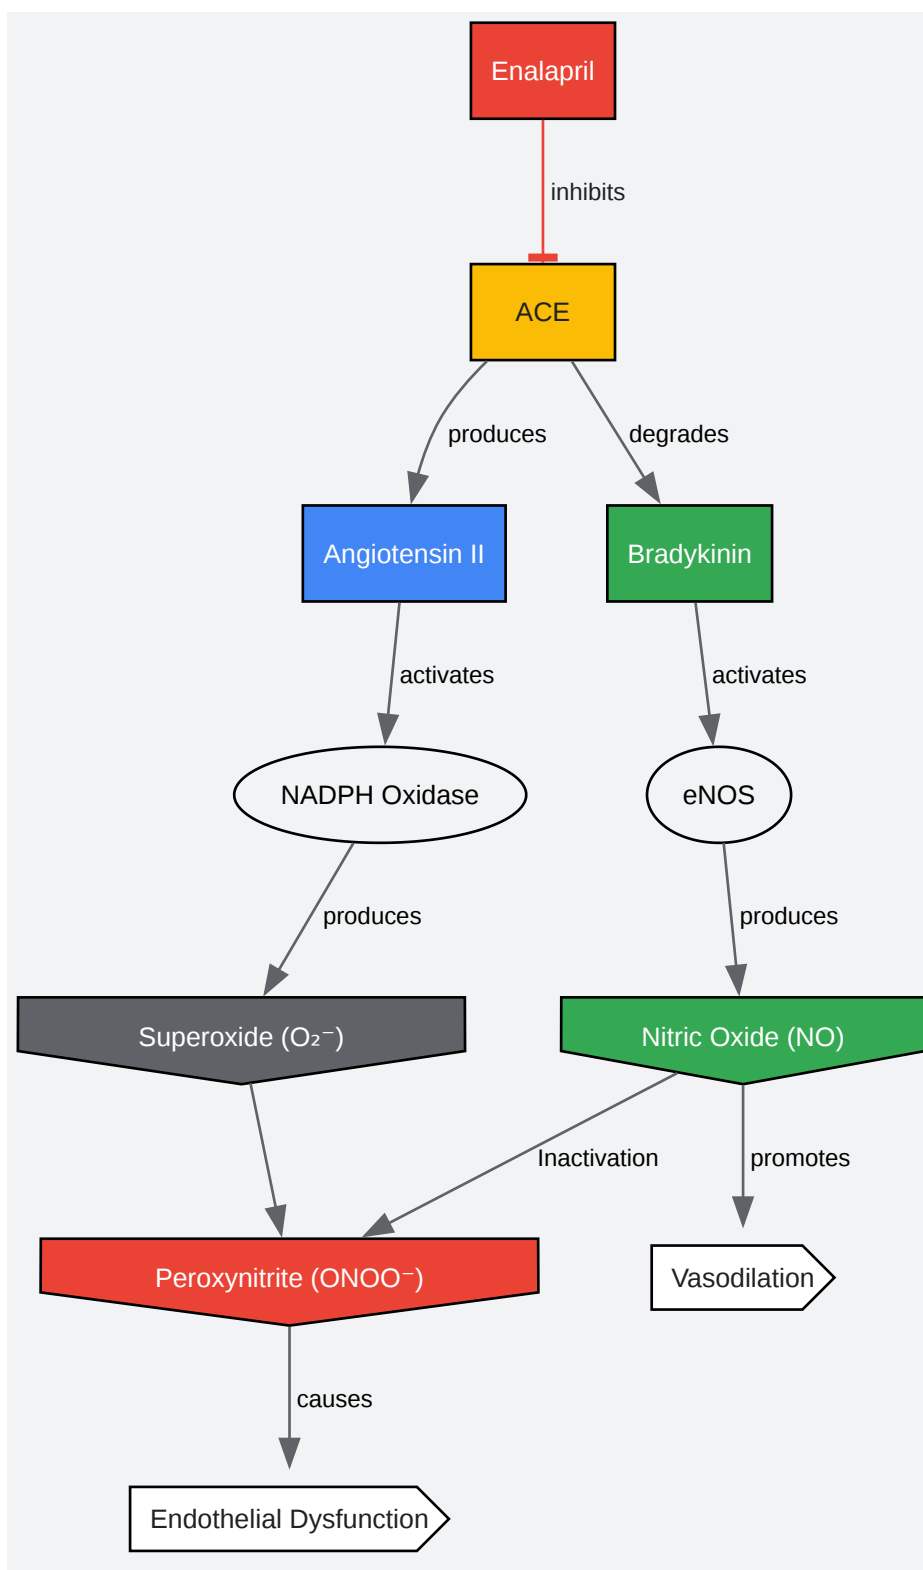 Enalapril
inhibits
ACE
produces
degrades
Angiotensin II
Bradykinin
activates
activates
NADPH Oxidase
eNOS
produces
produces
Superoxide (O₂⁻)
Nitric Oxide (NO)
Inactivation
promotes
Peroxynitrite (ONOO⁻)
Vasodilation
causes
Endothelial Dysfunction